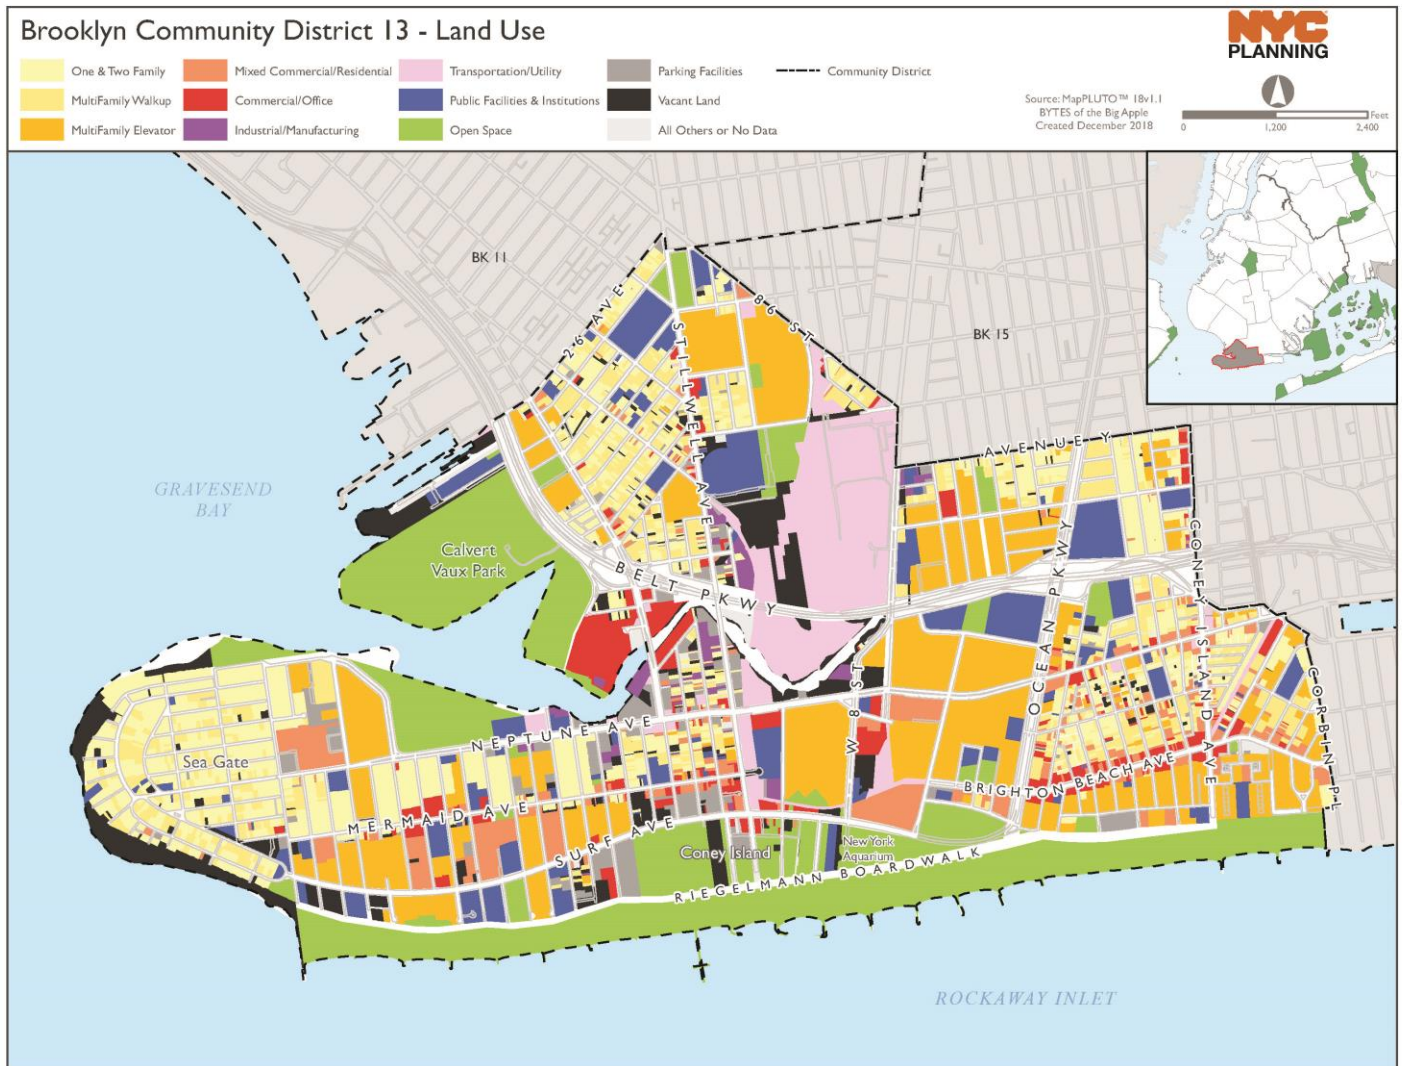 Brooklyn Community District 13 - Land Use
NYC
PLANNING
One & Two Family
Mixed Commercial/Residential
Transportation/Utility
Parking Facilities
Community District
MultiFamily Walkup
Commercial/Office
Public Facilities & Institutions
Vacant Land
MultiFamily Elevator
Industrial/Manufacturing
Open Space
All Others or No Data
Source: MapPLUTO™ 18v1.1
BYTES of the Big Apple
Created December 2018
Feet
0 1,200 2,400
BK 11
26 AVE
86 ST
STILLWELL AVE
BK 15
AVENUE Y
GRAVESEND
BAY
Calvert
Vaux Park
BELT PKWY
OCEAN PKWY
CONEY ISLAND AVE
CORBIN PL
W 8 ST
NEPTUNE AVE
Sea Gate
MERMAID AVE
SURF AVE
BRIGHTON BEACH AVE
Coney Island
New York
Aquarium
RIEGELMANN BOARDWALK
ROCKAWAY INLET